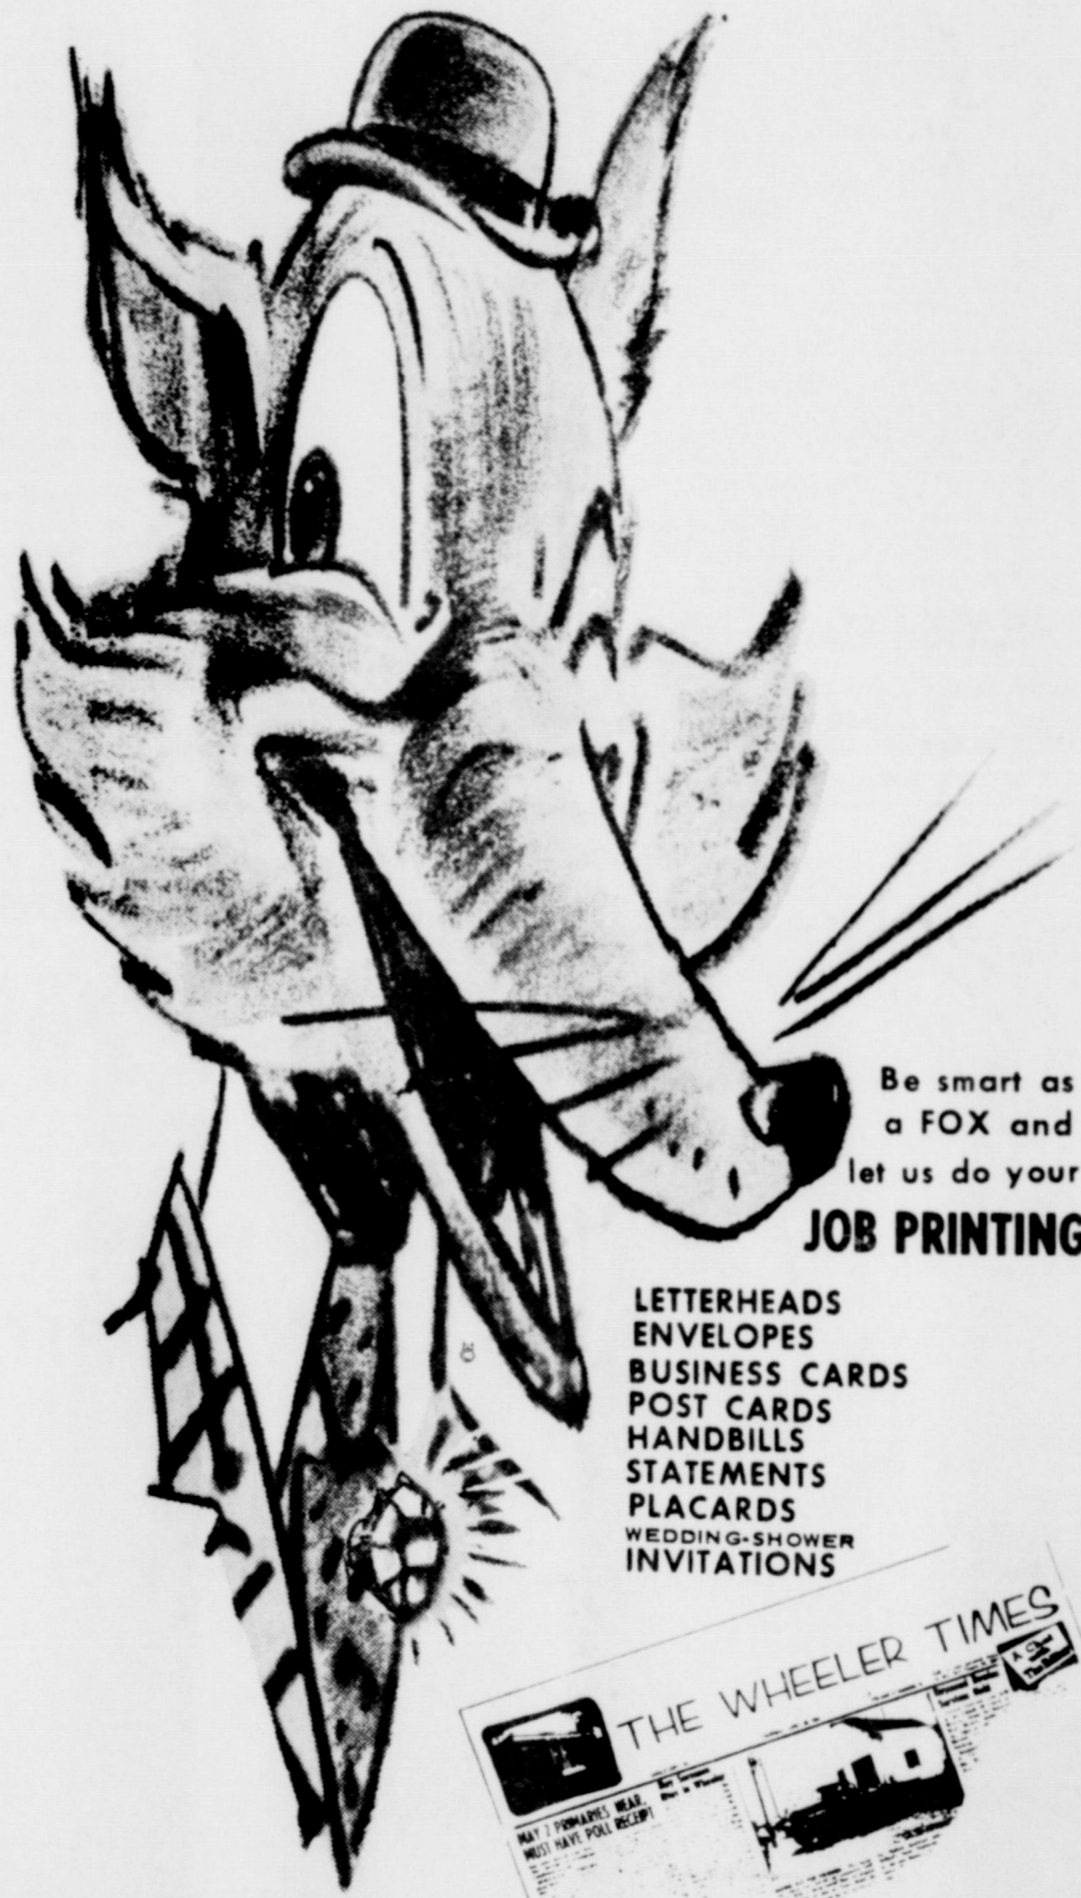 Be smart as
a FOX and
let us do your
JOB PRINTING
LETTERHEADS
ENVELOPES
BUSINESS CARDS
POST CARDS
HANDBILLS
STATEMENTS
PLACARDS
WEDDING-SHOWER
INVITATIONS
THE WHEELER TIMES
MAY 2 PRIMARIES NEAR,
MUST HAVE POLL RECEIPT